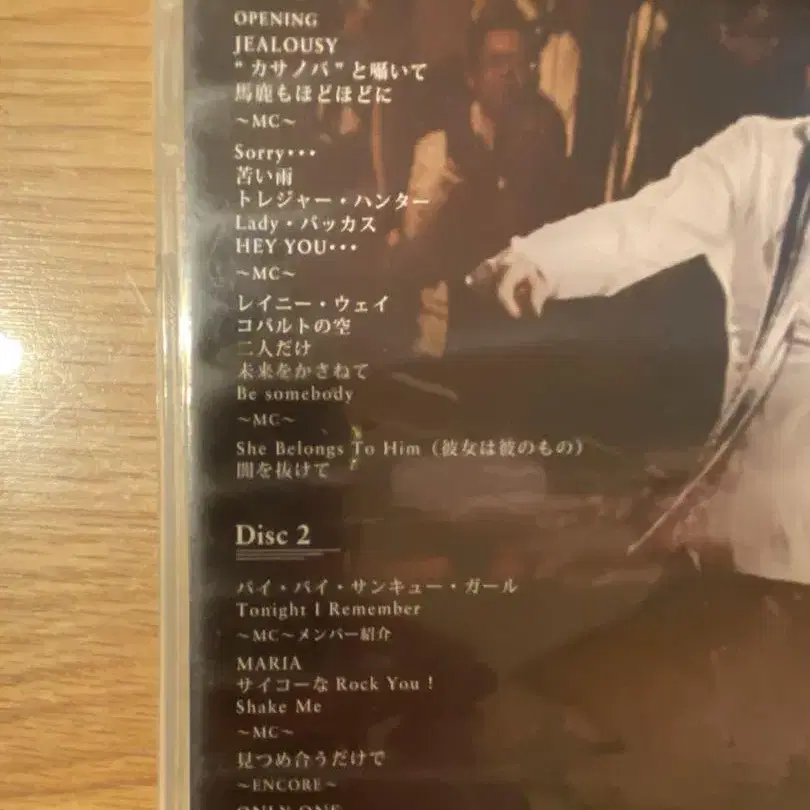 OPENING
JEALOUSY
"カサノバ"と囁いて
馬鹿もほどほどに
～MC～
Sorry･･･
苦い雨
トレジャー・ハンター
Lady・バッカス
HEY YOU･･･
～MC～
レイニー・ウェイ
コバルトの空
二人だけ
未来をかさねて
Be somebody
～MC～
She Belongs To Him（彼女は彼のもの）
闇を抜けて
Disc 2
バイ・バイ・サンキュー・ガール
Tonight I Remember
～MC～メンバー紹介
MARIA
サイコーな Rock You！
Shake Me
～MC～
見つめ合うだけで
～ENCORE～